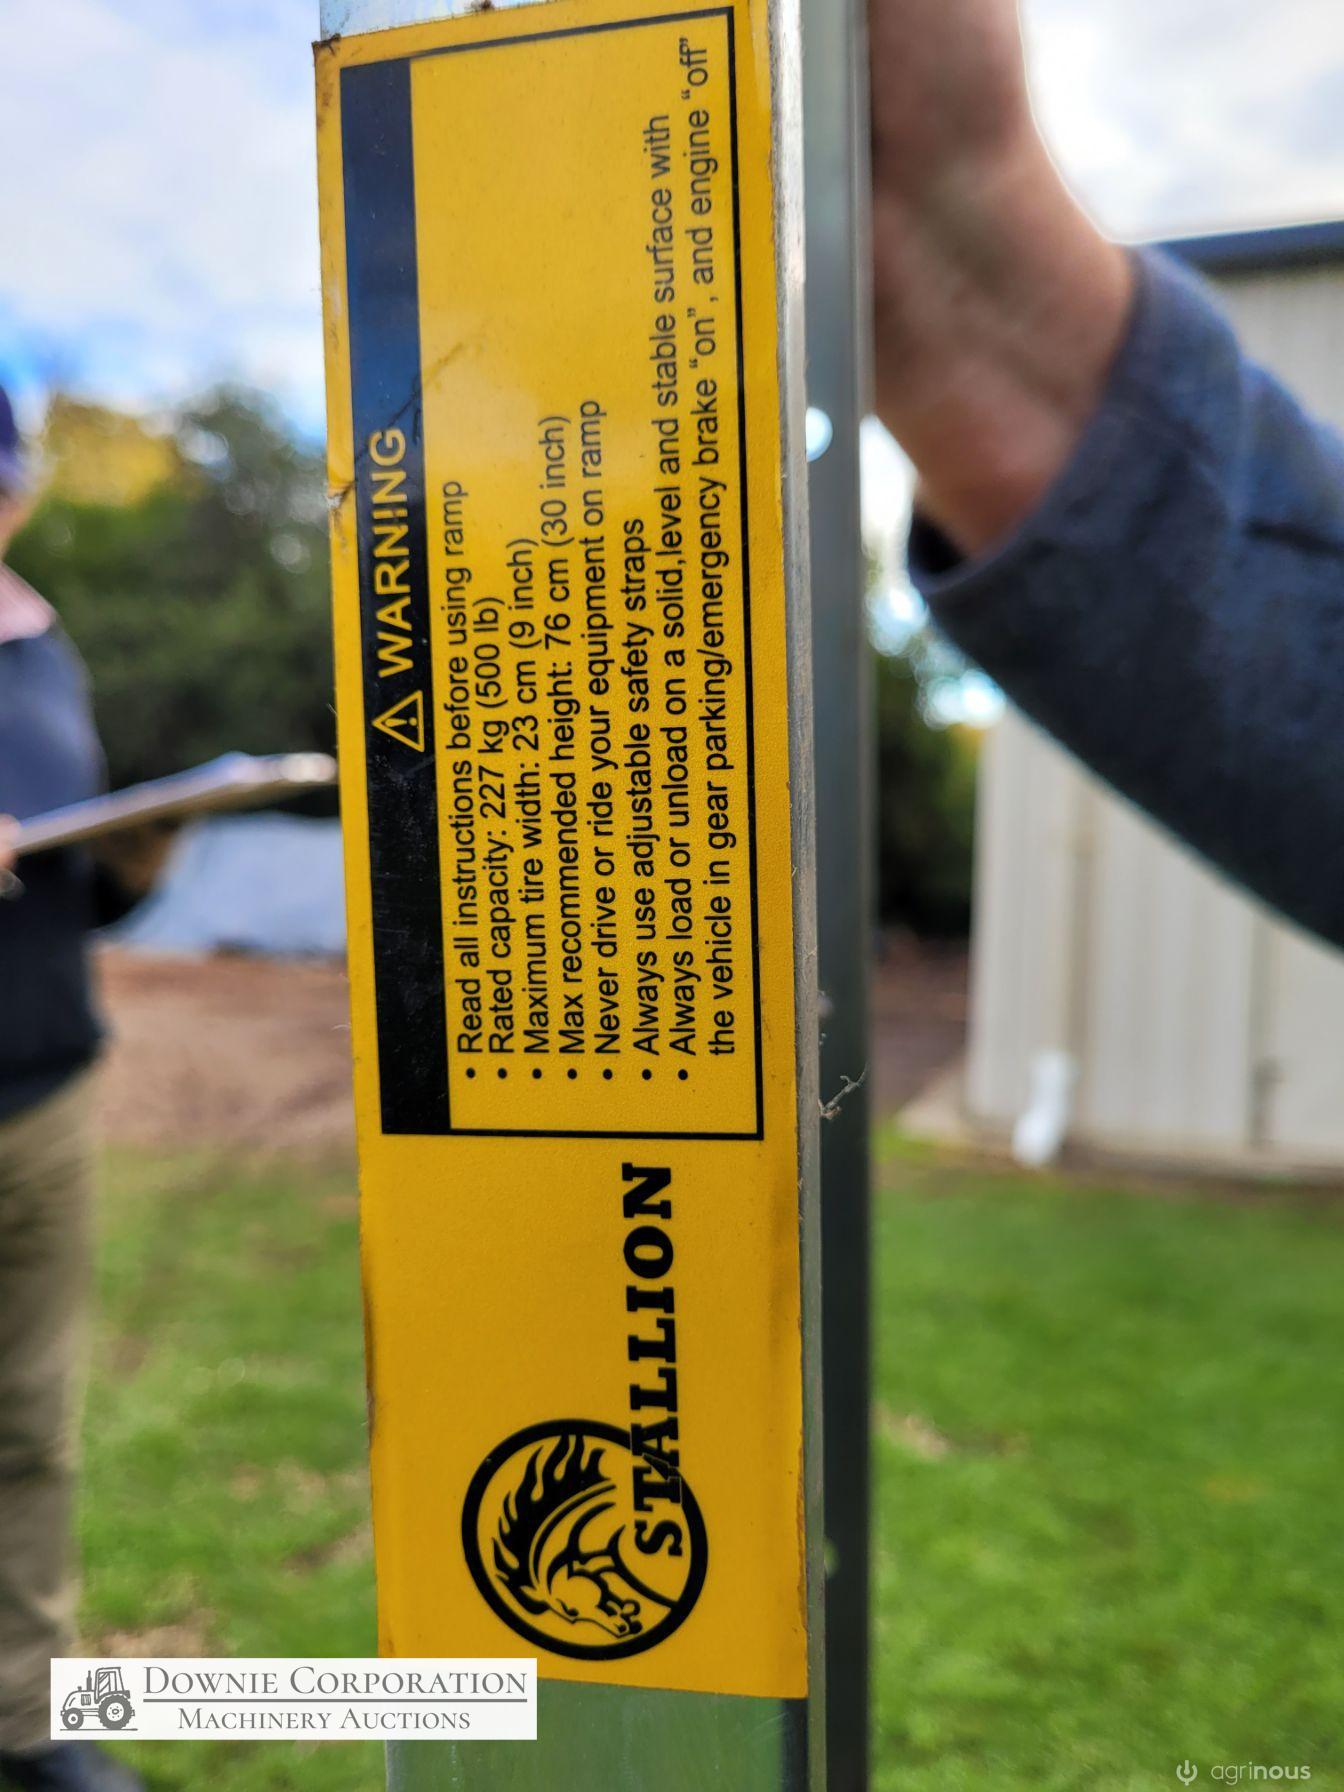 ⚠ WARNING
• Read all instructions before using ramp
• Rated capacity: 227 kg (500 lb)
• Maximum tire width: 23 cm (9 inch)
• Max recommended height: 76 cm (30 inch)
• Never drive or ride your equipment on ramp
• Always use adjustable safety straps
• Always load or unload on a solid,level and stable surface with
the vehicle in gear parking/emergency brake “on”, and engine “off”
STALLION
DOWNIE CORPORATION
MACHINERY AUCTIONS
agrinous